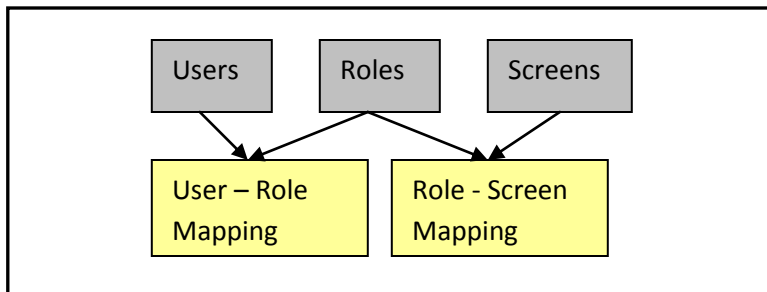 Users
Roles
Screens
User – Role
Mapping
Role - Screen
Mapping